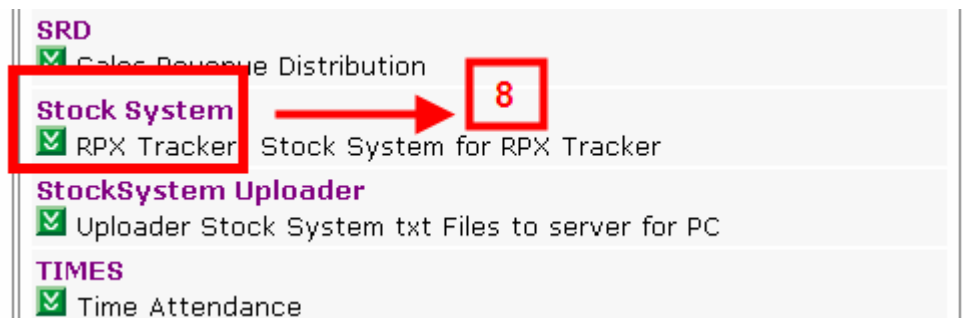 SRD
Sales Revenue Distribution
8
Stock System
RPX Tracker Stock System for RPX Tracker
StockSystem Uploader
Uploader Stock System txt Files to server for PC
TIMES
Time Attendance